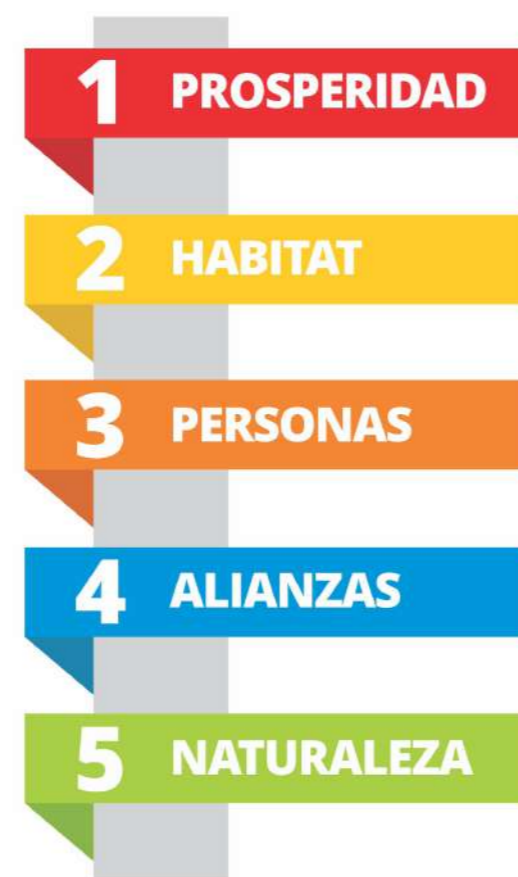 1 PROSPERIDAD
2 HABITAT
3 PERSONAS
4 ALIANZAS
5 NATURALEZA